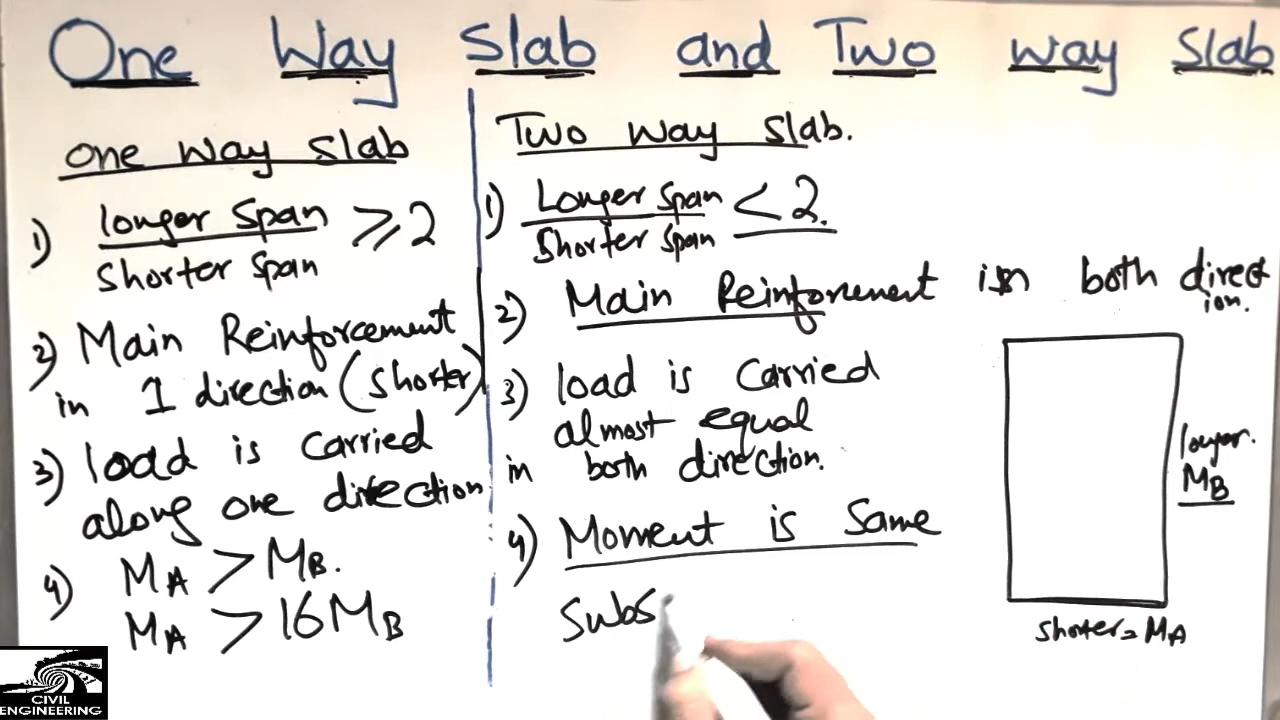 One Way Slab and Two way Slab
one way slab
1) longer span / shorter span ≥ 2
2) Main Reinforcement
in 1 direction (shorter)
3) load is carried
along one direction
4) MA > MB.
MA > 16 MB
Two way slab.
1) Longer span / shorter span < 2.
2) Main Reinforcement in both direct
ion.
3) load is carried
almost equal
in both direction.
4) Moment is same
Subs
longer.
MB
shorter = MA
CIVIL
ENGINEERING